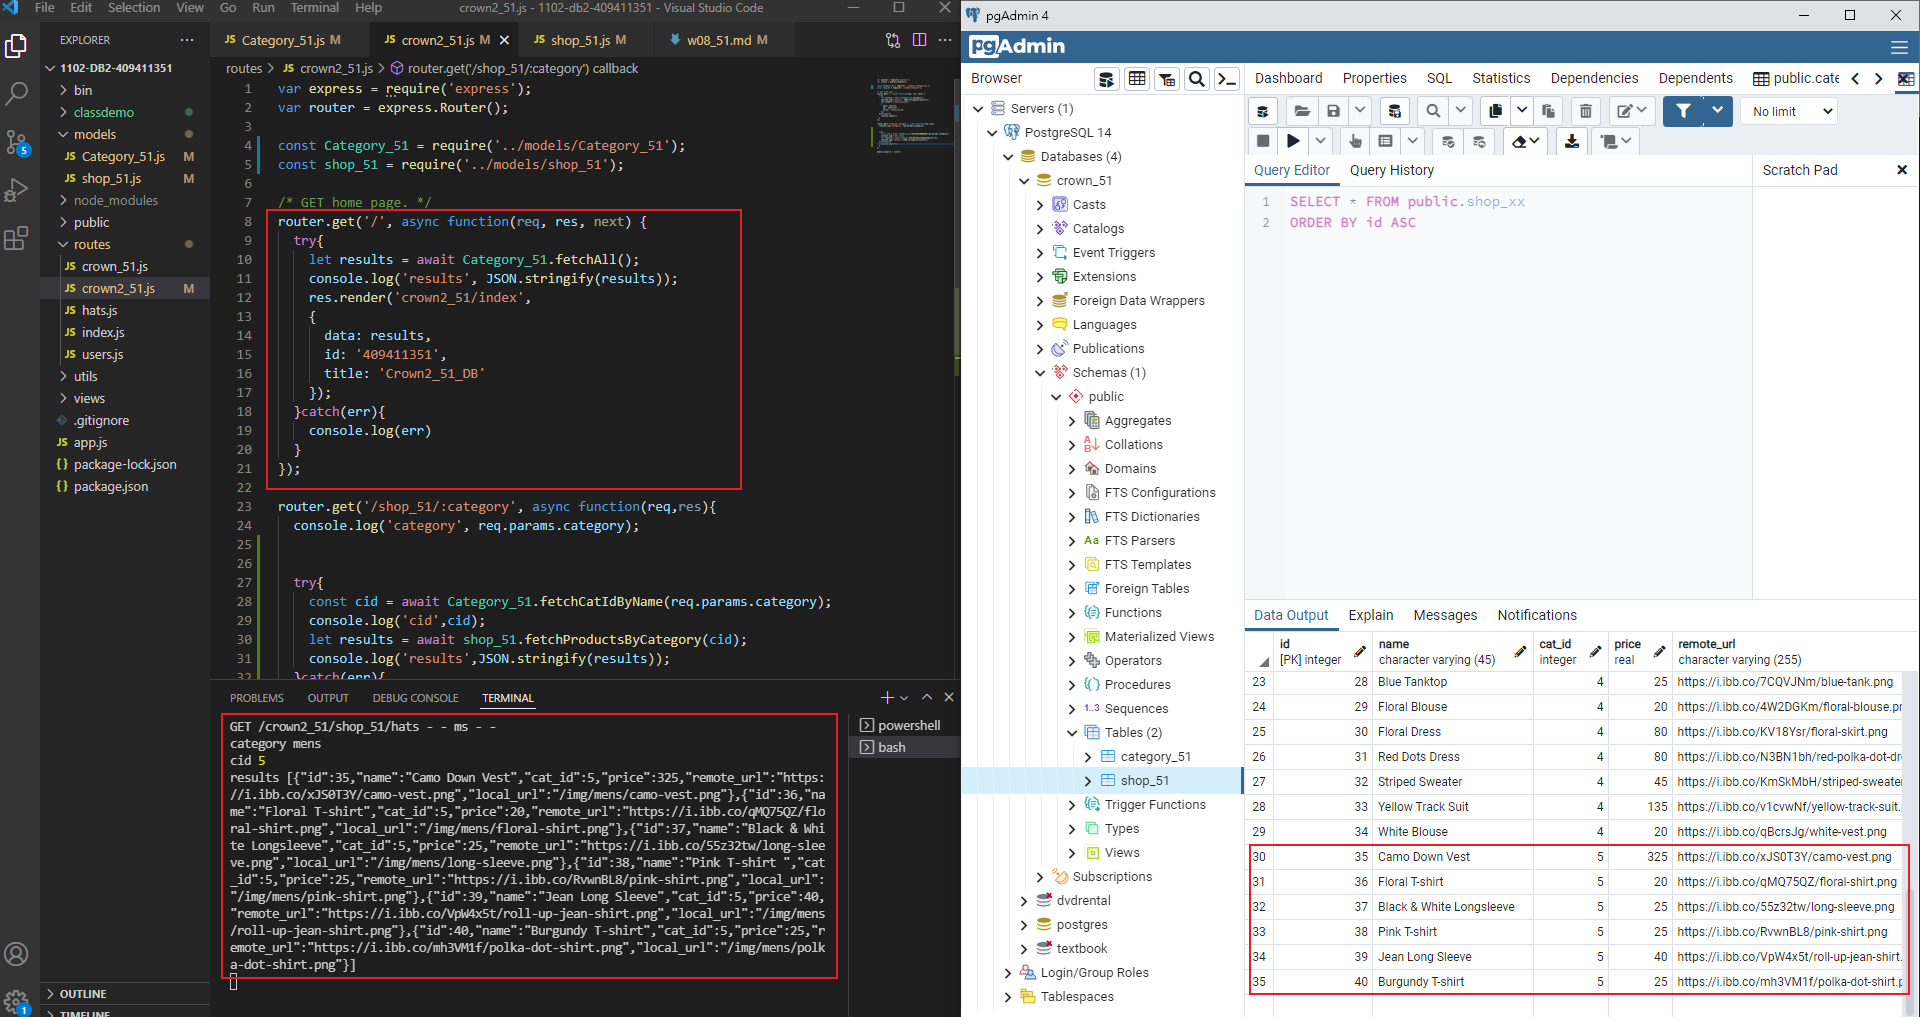 File Edit Selection View Go Run Terminal Help crown2_51.js - 1102-db2-409411351 - Visual Studio Code
EXPLORER ···
1102-DB2-409411351
bin
classdemo
models
JS Category_51.js M
JS shop_51.js M
node_modules
public
routes
JS crown_51.js
JS crown2_51.js M
JS hats.js
JS index.js
JS users.js
utils
views
.gitignore
JS app.js
{} package-lock.json
{} package.json
OUTLINE
TIMELINE
5
1
JS Category_51.js M JS crown2_51.js M JS shop_51.js M w08_51.md M
routes > JS crown2_51.js > router.get('/shop_51/:category') callback
1 var express = require('express');
2 var router = express.Router();
3
4 const Category_51 = require('../models/Category_51');
5 const shop_51 = require('../models/shop_51');
6
7 /* GET home page. */
8 router.get('/', async function(req, res, next) {
9 try{
10 let results = await Category_51.fetchAll();
11 console.log('results', JSON.stringify(results));
12 res.render('crown2_51/index',
13 {
14 data: results,
15 id: '409411351',
16 title: 'Crown2_51_DB'
17 });
18 }catch(err){
19 console.log(err)
20 }
21 });
22
23 router.get('/shop_51/:category', async function(req,res){
24 console.log('category', req.params.category);
25
26
27 try{
28 const cid = await Category_51.fetchCatIdByName(req.params.category);
29 console.log('cid',cid);
30 let results = await shop_51.fetchProductsByCategory(cid);
31 console.log('results',JSON.stringify(results));
32 }catch(err){
PROBLEMS OUTPUT DEBUG CONSOLE TERMINAL
powershell
bash
GET /crown2_51/shop_51/hats - - ms - -
category mens
cid 5
results [{"id":35,"name":"Camo Down Vest","cat_id":5,"price":325,"remote_url":"https:
//i.ibb.co/xJS0T3Y/camo-vest.png","local_url":"/img/mens/camo-vest.png"},{"id":36,"na
me":"Floral T-shirt","cat_id":5,"price":20,"remote_url":"https://i.ibb.co/qMQ75QZ/flo
ral-shirt.png","local_url":"/img/mens/floral-shirt.png"},{"id":37,"name":"Black & Whi
te Longsleeve","cat_id":5,"price":25,"remote_url":"https://i.ibb.co/55z32tw/long-slee
ve.png","local_url":"/img/mens/long-sleeve.png"},{"id":38,"name":"Pink T-shirt ","cat
_id":5,"price":25,"remote_url":"https://i.ibb.co/RvwnBL8/pink-shirt.png","local_url":
"/img/mens/pink-shirt.png"},{"id":39,"name":"Jean Long Sleeve","cat_id":5,"price":40,
"remote_url":"https://i.ibb.co/VpW4x5t/roll-up-jean-shirt.png","local_url":"/img/mens
/roll-up-jean-shirt.png"},{"id":40,"name":"Burgundy T-shirt","cat_id":5,"price":25,"r
emote_url":"https://i.ibb.co/mh3VM1f/polka-dot-shirt.png","local_url":"/img/mens/polk
a-dot-shirt.png"}]
pgAdmin 4
pgAdmin
Browser
Servers (1)
PostgreSQL 14
Databases (4)
crown_51
Casts
Catalogs
Event Triggers
Extensions
Foreign Data Wrappers
Languages
Publications
Schemas (1)
public
Aggregates
Collations
Domains
FTS Configurations
FTS Dictionaries
Aa FTS Parsers
FTS Templates
Foreign Tables
Functions
Materialized Views
Operators
Procedures
1..3 Sequences
Tables (2)
category_51
shop_51
Trigger Functions
Types
Views
Subscriptions
dvdrental
postgres
textbook
Login/Group Roles
Tablespaces
Dashboard Properties SQL Statistics Dependencies Dependents public.cate
No limit
Query Editor Query History Scratch Pad
1 SELECT * FROM public.shop_xx
2 ORDER BY id ASC
Data Output Explain Messages Notifications
id name cat_id price remote_url
[PK] integer character varying (45) integer real character varying (255)
23 28 Blue Tanktop 4 25 https://i.ibb.co/7CQVJNm/blue-tank.png
24 29 Floral Blouse 4 20 https://i.ibb.co/4W2DGKm/floral-blouse.pr
25 30 Floral Dress 4 80 https://i.ibb.co/KV18Ysr/floral-skirt.png
26 31 Red Dots Dress 4 80 https://i.ibb.co/N3BN1bh/red-polka-dot-dre
27 32 Striped Sweater 4 45 https://i.ibb.co/KmSkMbH/striped-sweater
28 33 Yellow Track Suit 4 135 https://i.ibb.co/v1cvwNf/yellow-track-suit.
29 34 White Blouse 4 20 https://i.ibb.co/qBcrsJg/white-vest.png
30 35 Camo Down Vest 5 325 https://i.ibb.co/xJS0T3Y/camo-vest.png
31 36 Floral T-shirt 5 20 https://i.ibb.co/qMQ75QZ/floral-shirt.png
32 37 Black & White Longsleeve 5 25 https://i.ibb.co/55z32tw/long-sleeve.png
33 38 Pink T-shirt 5 25 https://i.ibb.co/RvwnBL8/pink-shirt.png
34 39 Jean Long Sleeve 5 40 https://i.ibb.co/VpW4x5t/roll-up-jean-shirt.
35 40 Burgundy T-shirt 5 25 https://i.ibb.co/mh3VM1f/polka-dot-shirt.p